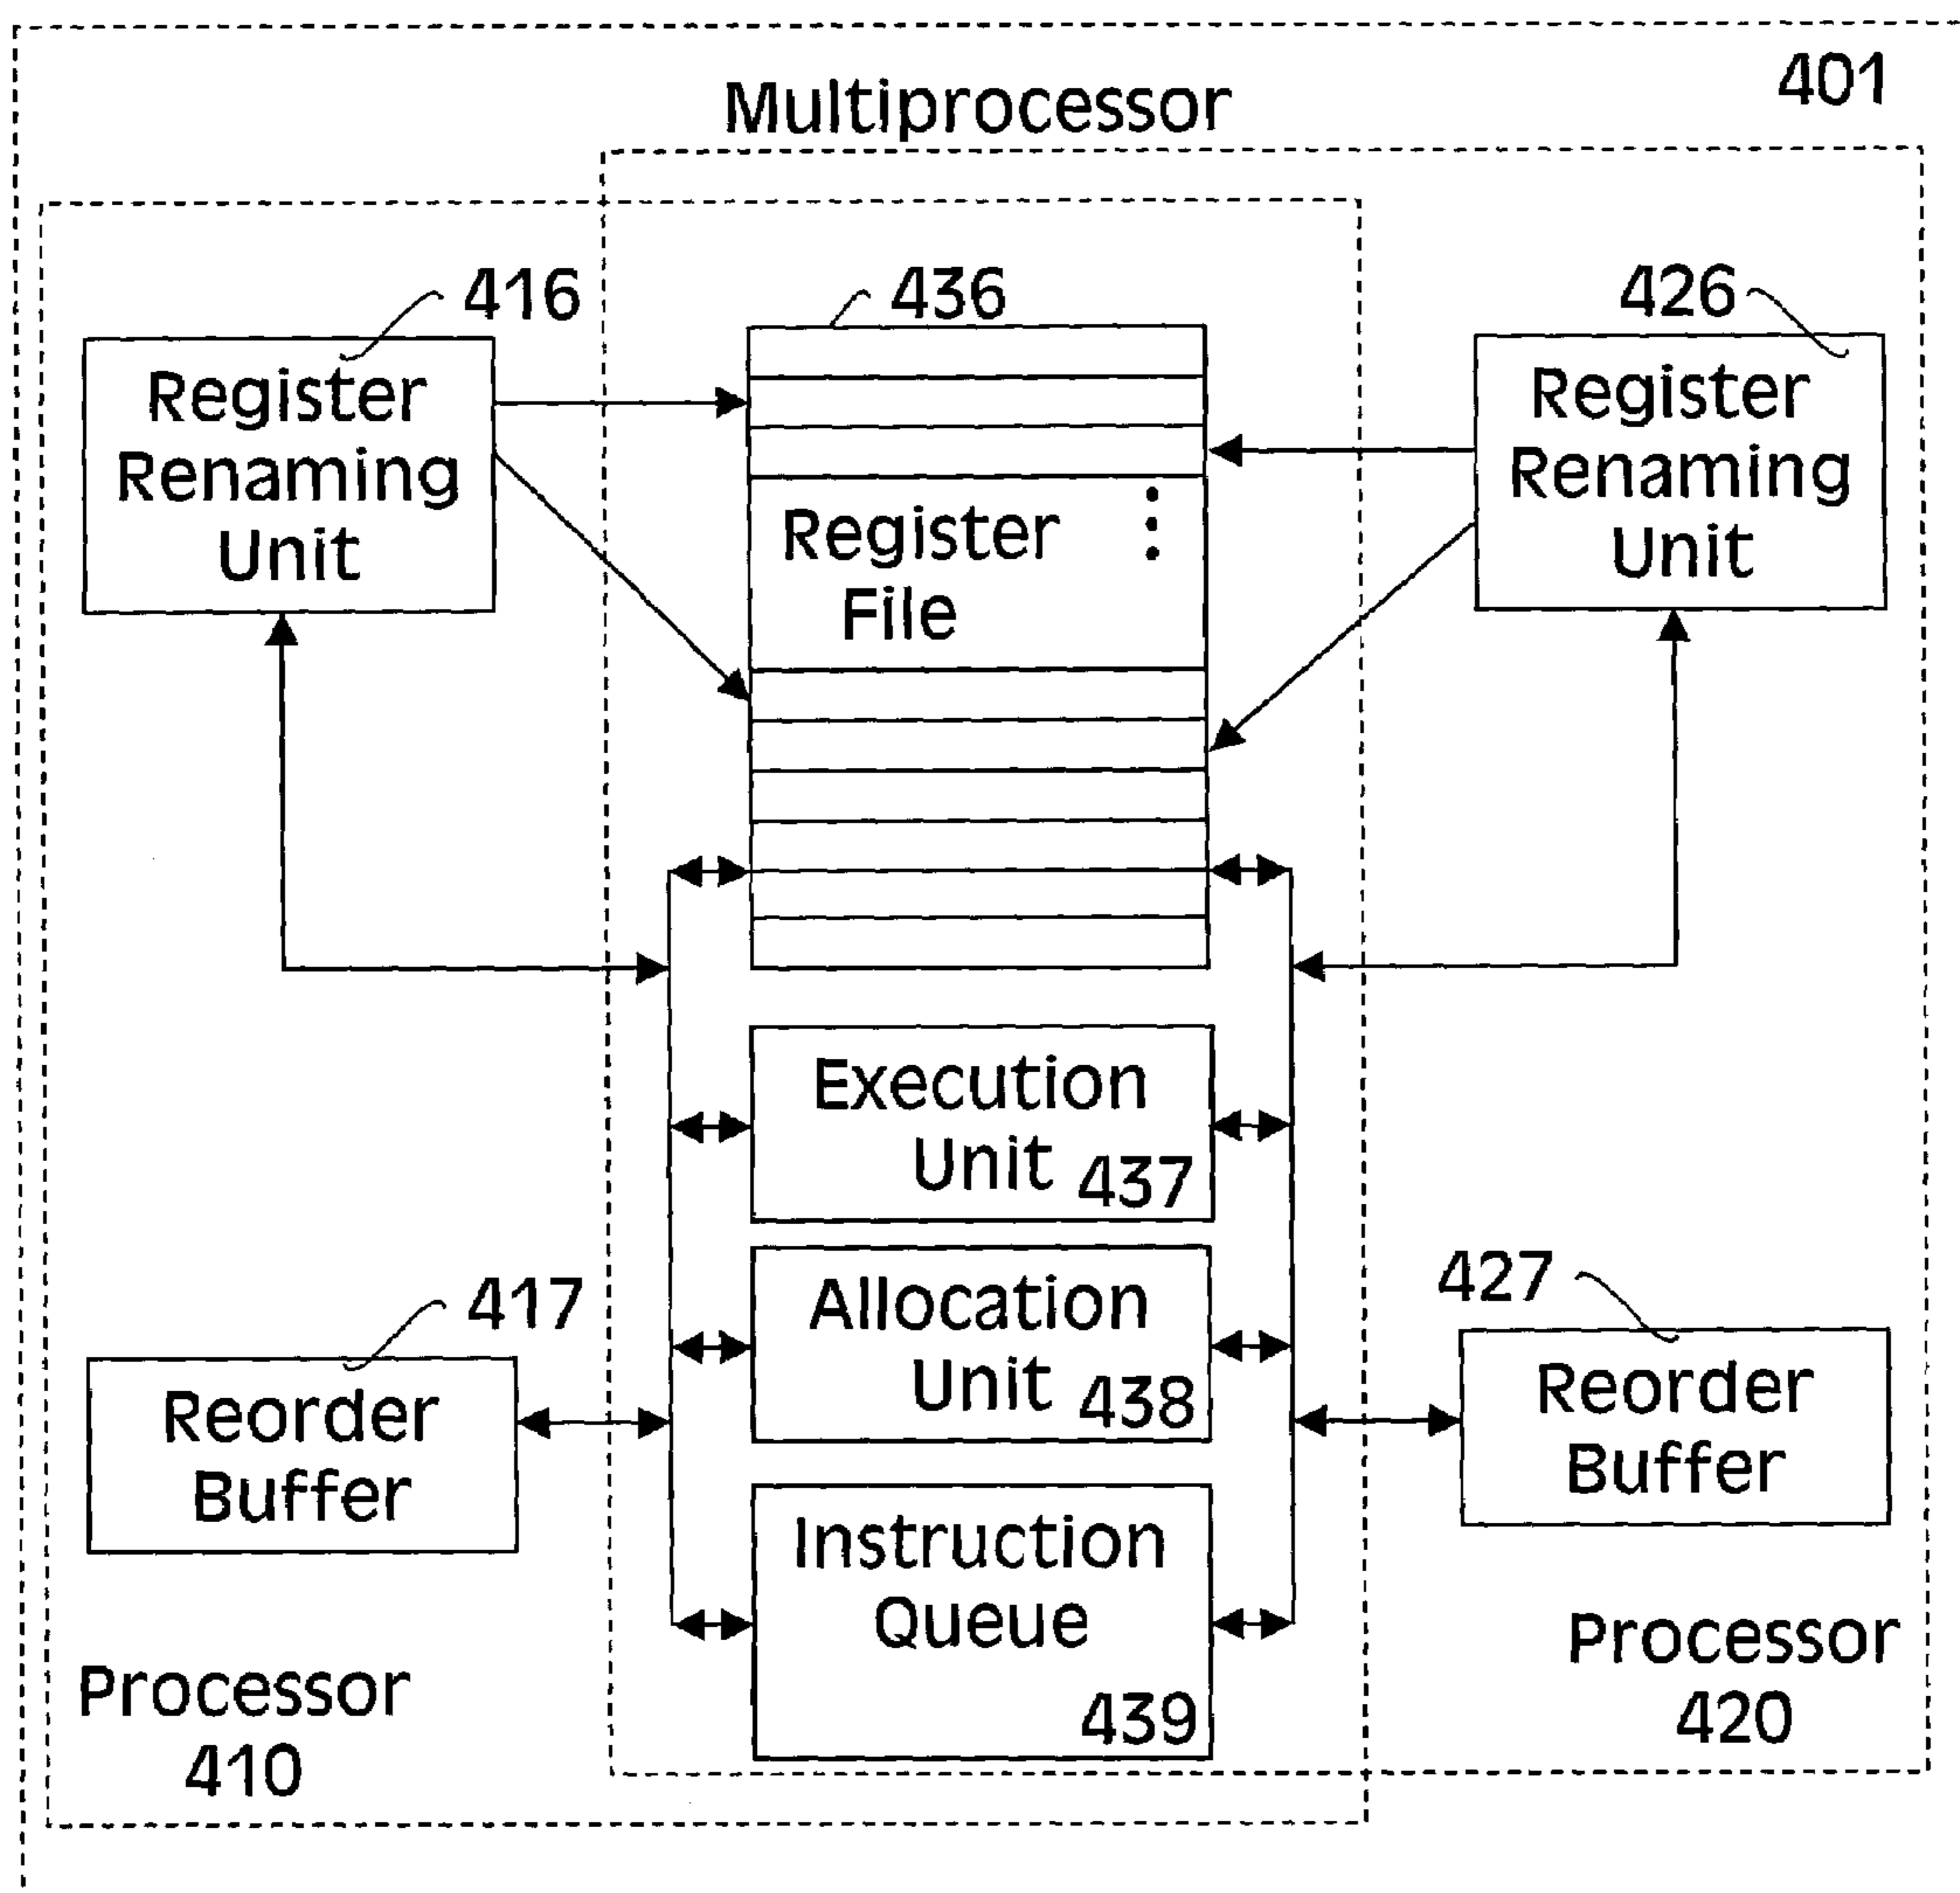 401
Multiprocessor
416
436
426
Register
Renaming
Unit
Register
File
Register
Renaming
Unit
Execution
Unit 437
417
Allocation
Unit 438
427
Reorder
Buffer
Reorder
Buffer
Instruction
Queue
439
Processor
410
Processor
420